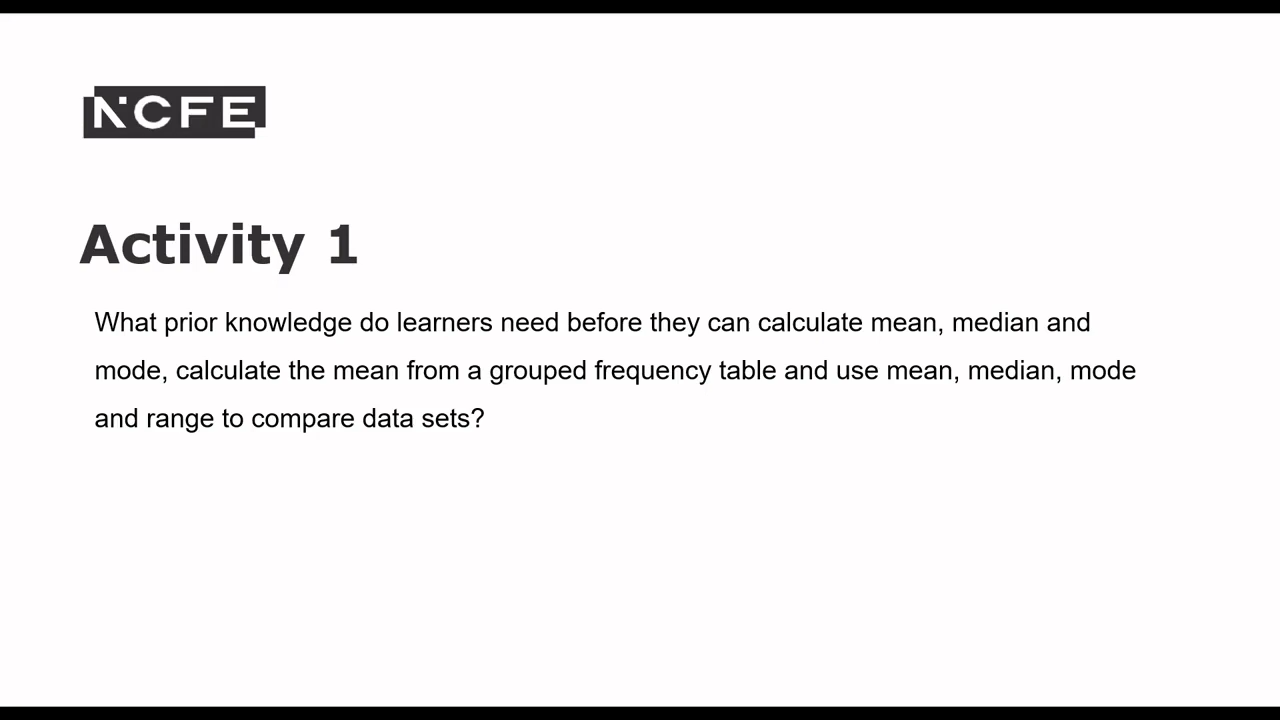 NCFE
Activity 1
What prior knowledge do learners need before they can calculate mean, median and
mode, calculate the mean from a grouped frequency table and use mean, median, mode
and range to compare data sets?